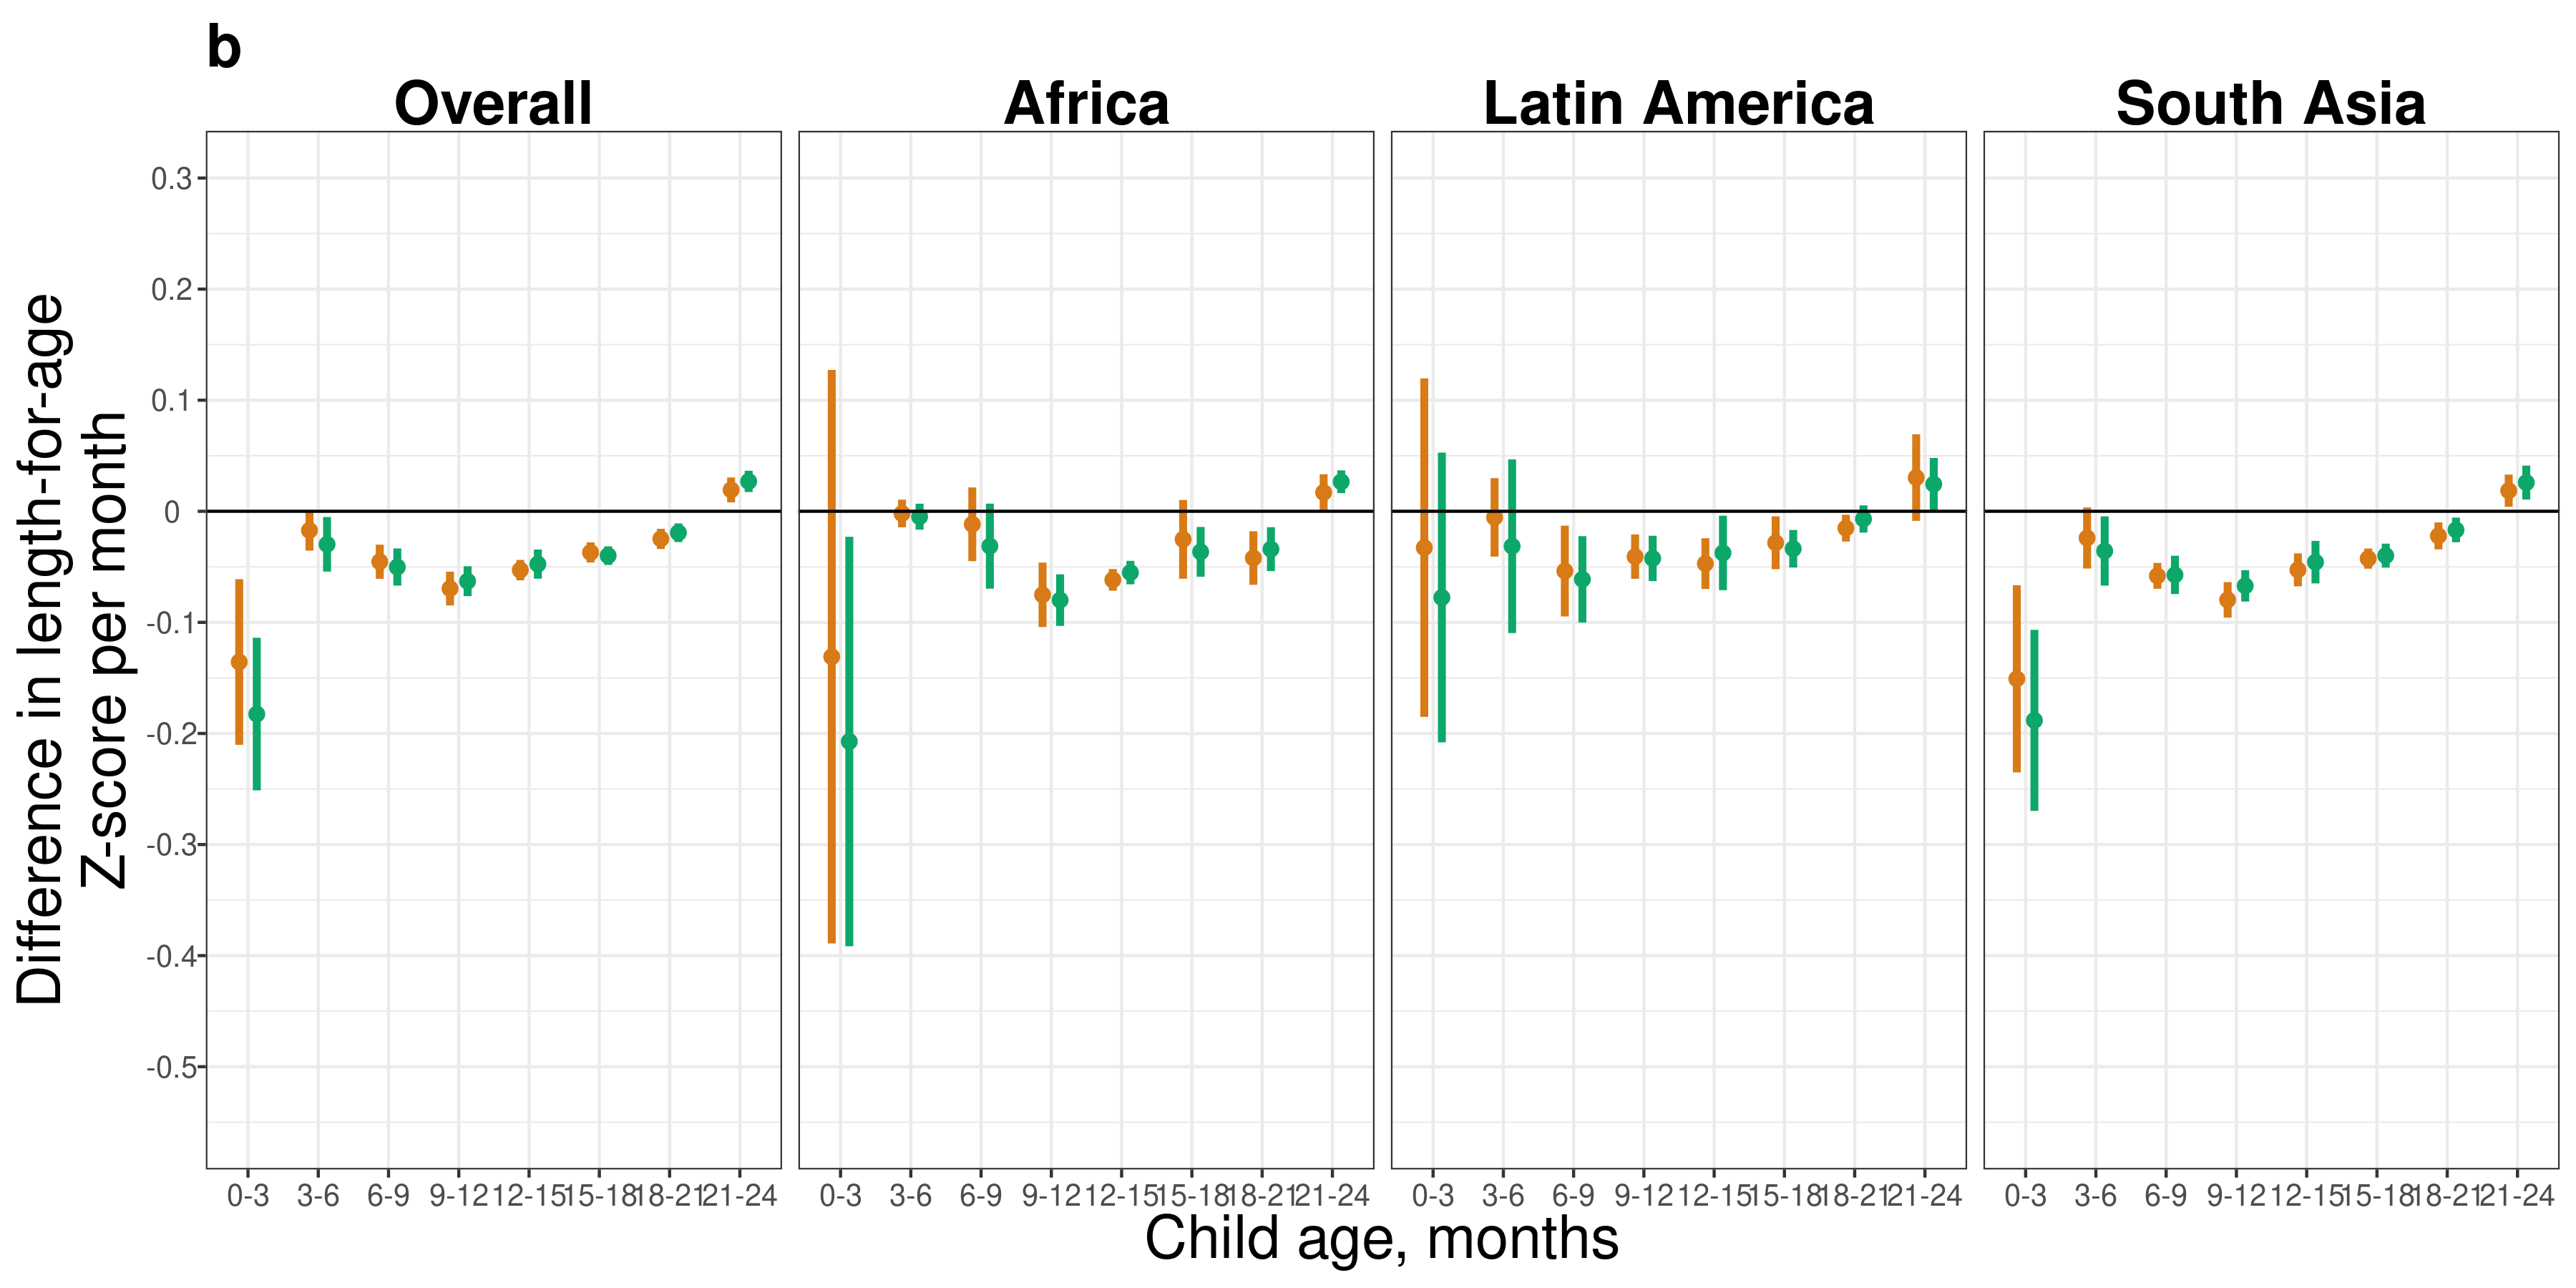 b
Overall
Africa
Latin America
South Asia
Difference in length-for-age
Z-score per month
0.3
0.2
0.1
0
-0.1
-0.2
-0.3
-0.4
-0.5
0-3 3-6 6-9 9-12 12-15 15-18 18-21 21-24
0-3 3-6 6-9 9-12 12-15 15-18 18-21 21-24
0-3 3-6 6-9 9-12 12-15 15-18 18-21 21-24
0-3 3-6 6-9 9-12 12-15 15-18 18-21 21-24
Child age, months